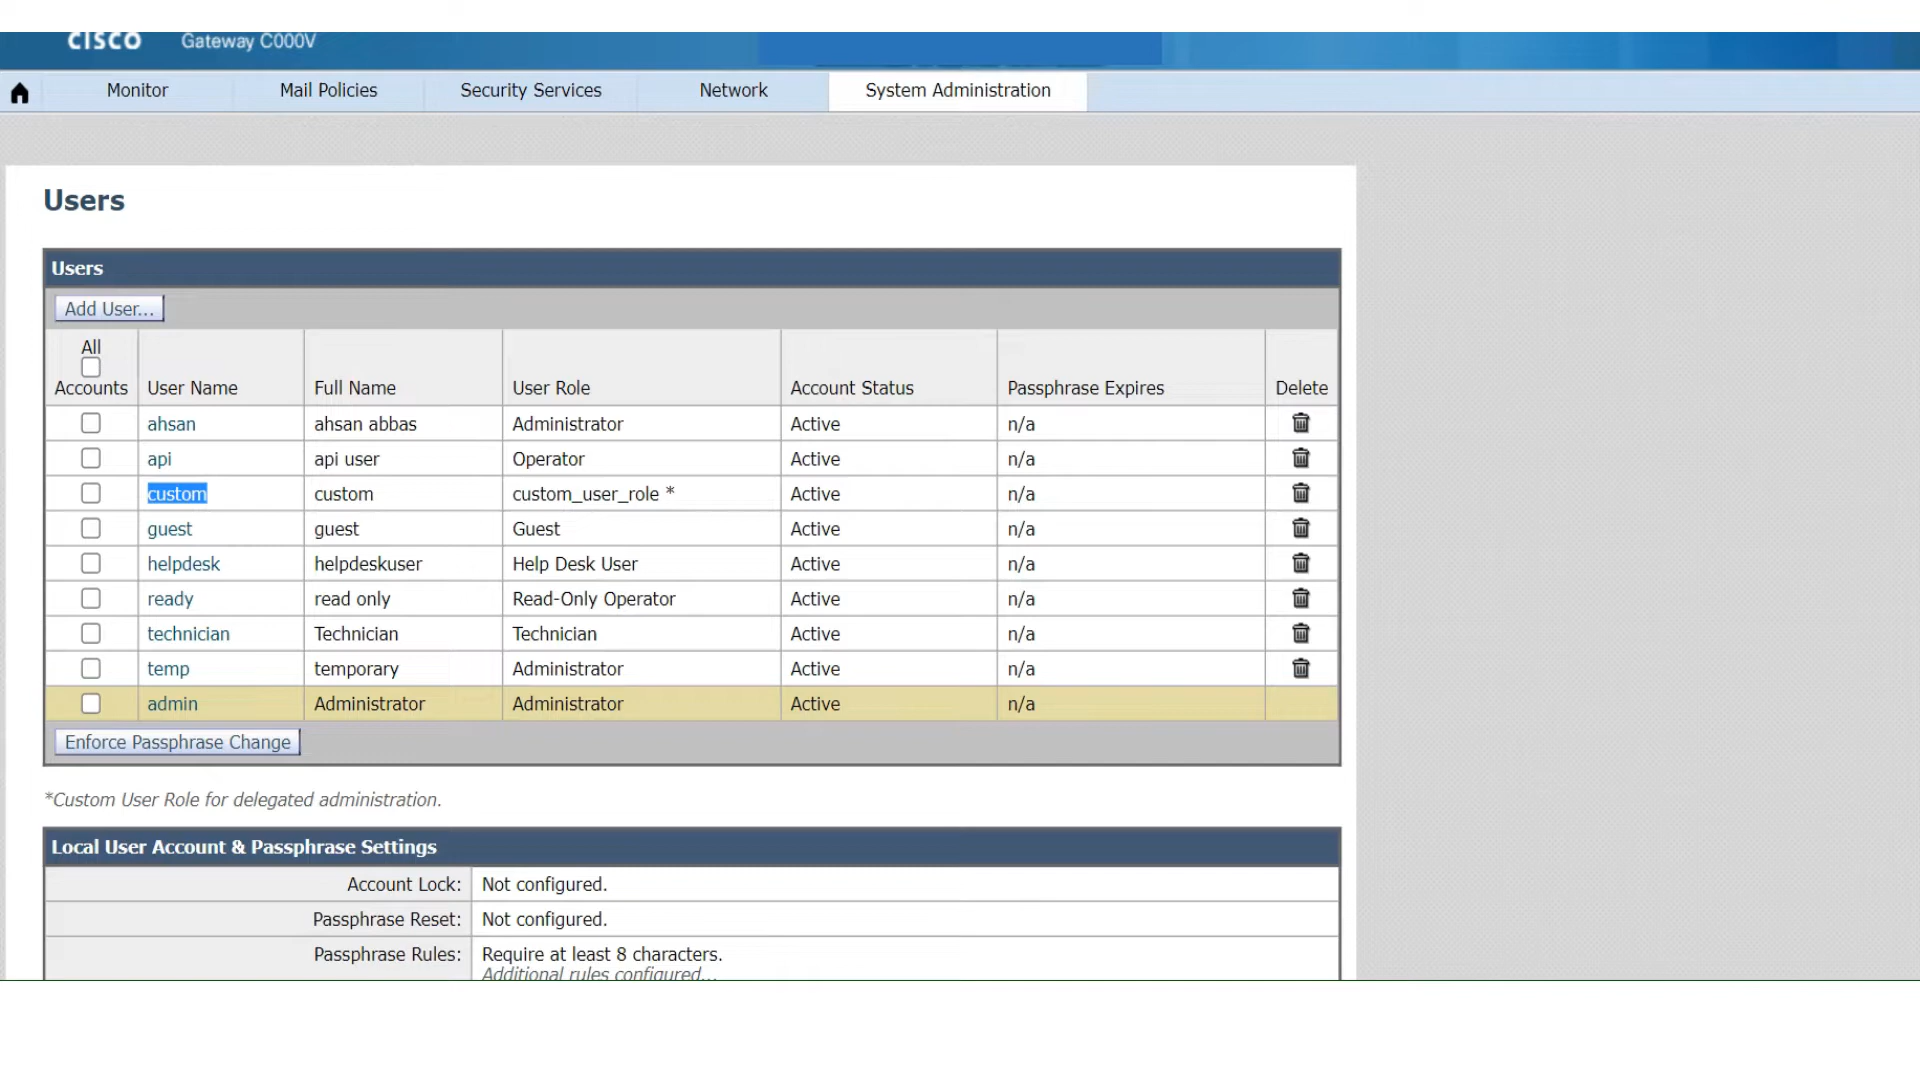 CISCO Gateway C000V
Monitor Mail Policies Security Services Network System Administration
Users
Users
Add User...
All
Accounts User Name Full Name User Role Account Status Passphrase Expires Delete
ahsan ahsan abbas Administrator Active n/a
api api user Operator Active n/a
custom custom custom_user_role * Active n/a
guest guest Guest Active n/a
helpdesk helpdeskuser Help Desk User Active n/a
ready read only Read-Only Operator Active n/a
technician Technician Technician Active n/a
temp temporary Administrator Active n/a
admin Administrator Administrator Active n/a
Enforce Passphrase Change
*Custom User Role for delegated administration.
Local User Account & Passphrase Settings
Account Lock: Not configured.
Passphrase Reset: Not configured.
Passphrase Rules: Require at least 8 characters.
Additional rules configured...